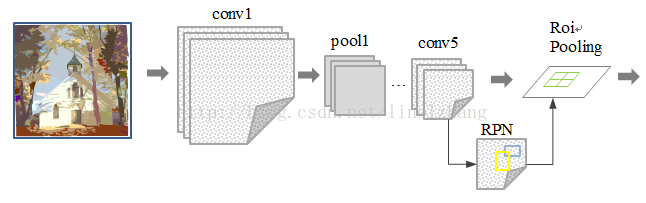 conv1
pool1
...
conv5
Roi↵
Pooling
RPN